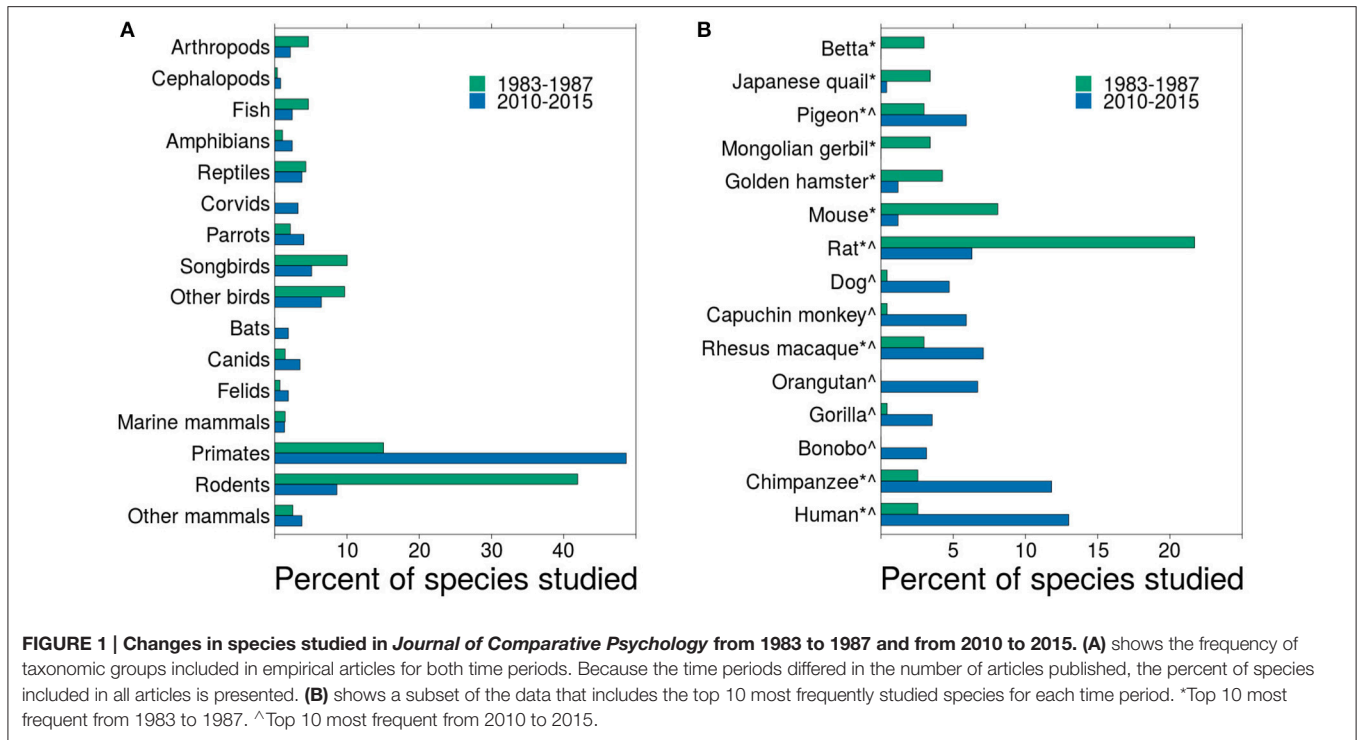 A
Arthropods
Cephalopods
Fish
Amphibians
Reptiles
Corvids
Parrots
Songbirds
Other birds
Bats
Canids
Felids
Marine mammals
Primates
Rodents
Other mammals
1983-1987
2010-2015
10 20 30 40
Percent of species studied
B
Betta*
Japanese quail*
Pigeon*^
Mongolian gerbil*
Golden hamster*
Mouse*
Rat*^
Dog^
Capuchin monkey^
Rhesus macaque*^
Orangutan^
Gorilla^
Bonobo^
Chimpanzee*^
Human*^
1983-1987
2010-2015
5 10 15 20
Percent of species studied
FIGURE 1 | Changes in species studied in Journal of Comparative Psychology from 1983 to 1987 and from 2010 to 2015. (A) shows the frequency of
taxonomic groups included in empirical articles for both time periods. Because the time periods differed in the number of articles published, the percent of species
included in all articles is presented. (B) shows a subset of the data that includes the top 10 most frequently studied species for each time period. *Top 10 most
frequent from 1983 to 1987. ^Top 10 most frequent from 2010 to 2015.